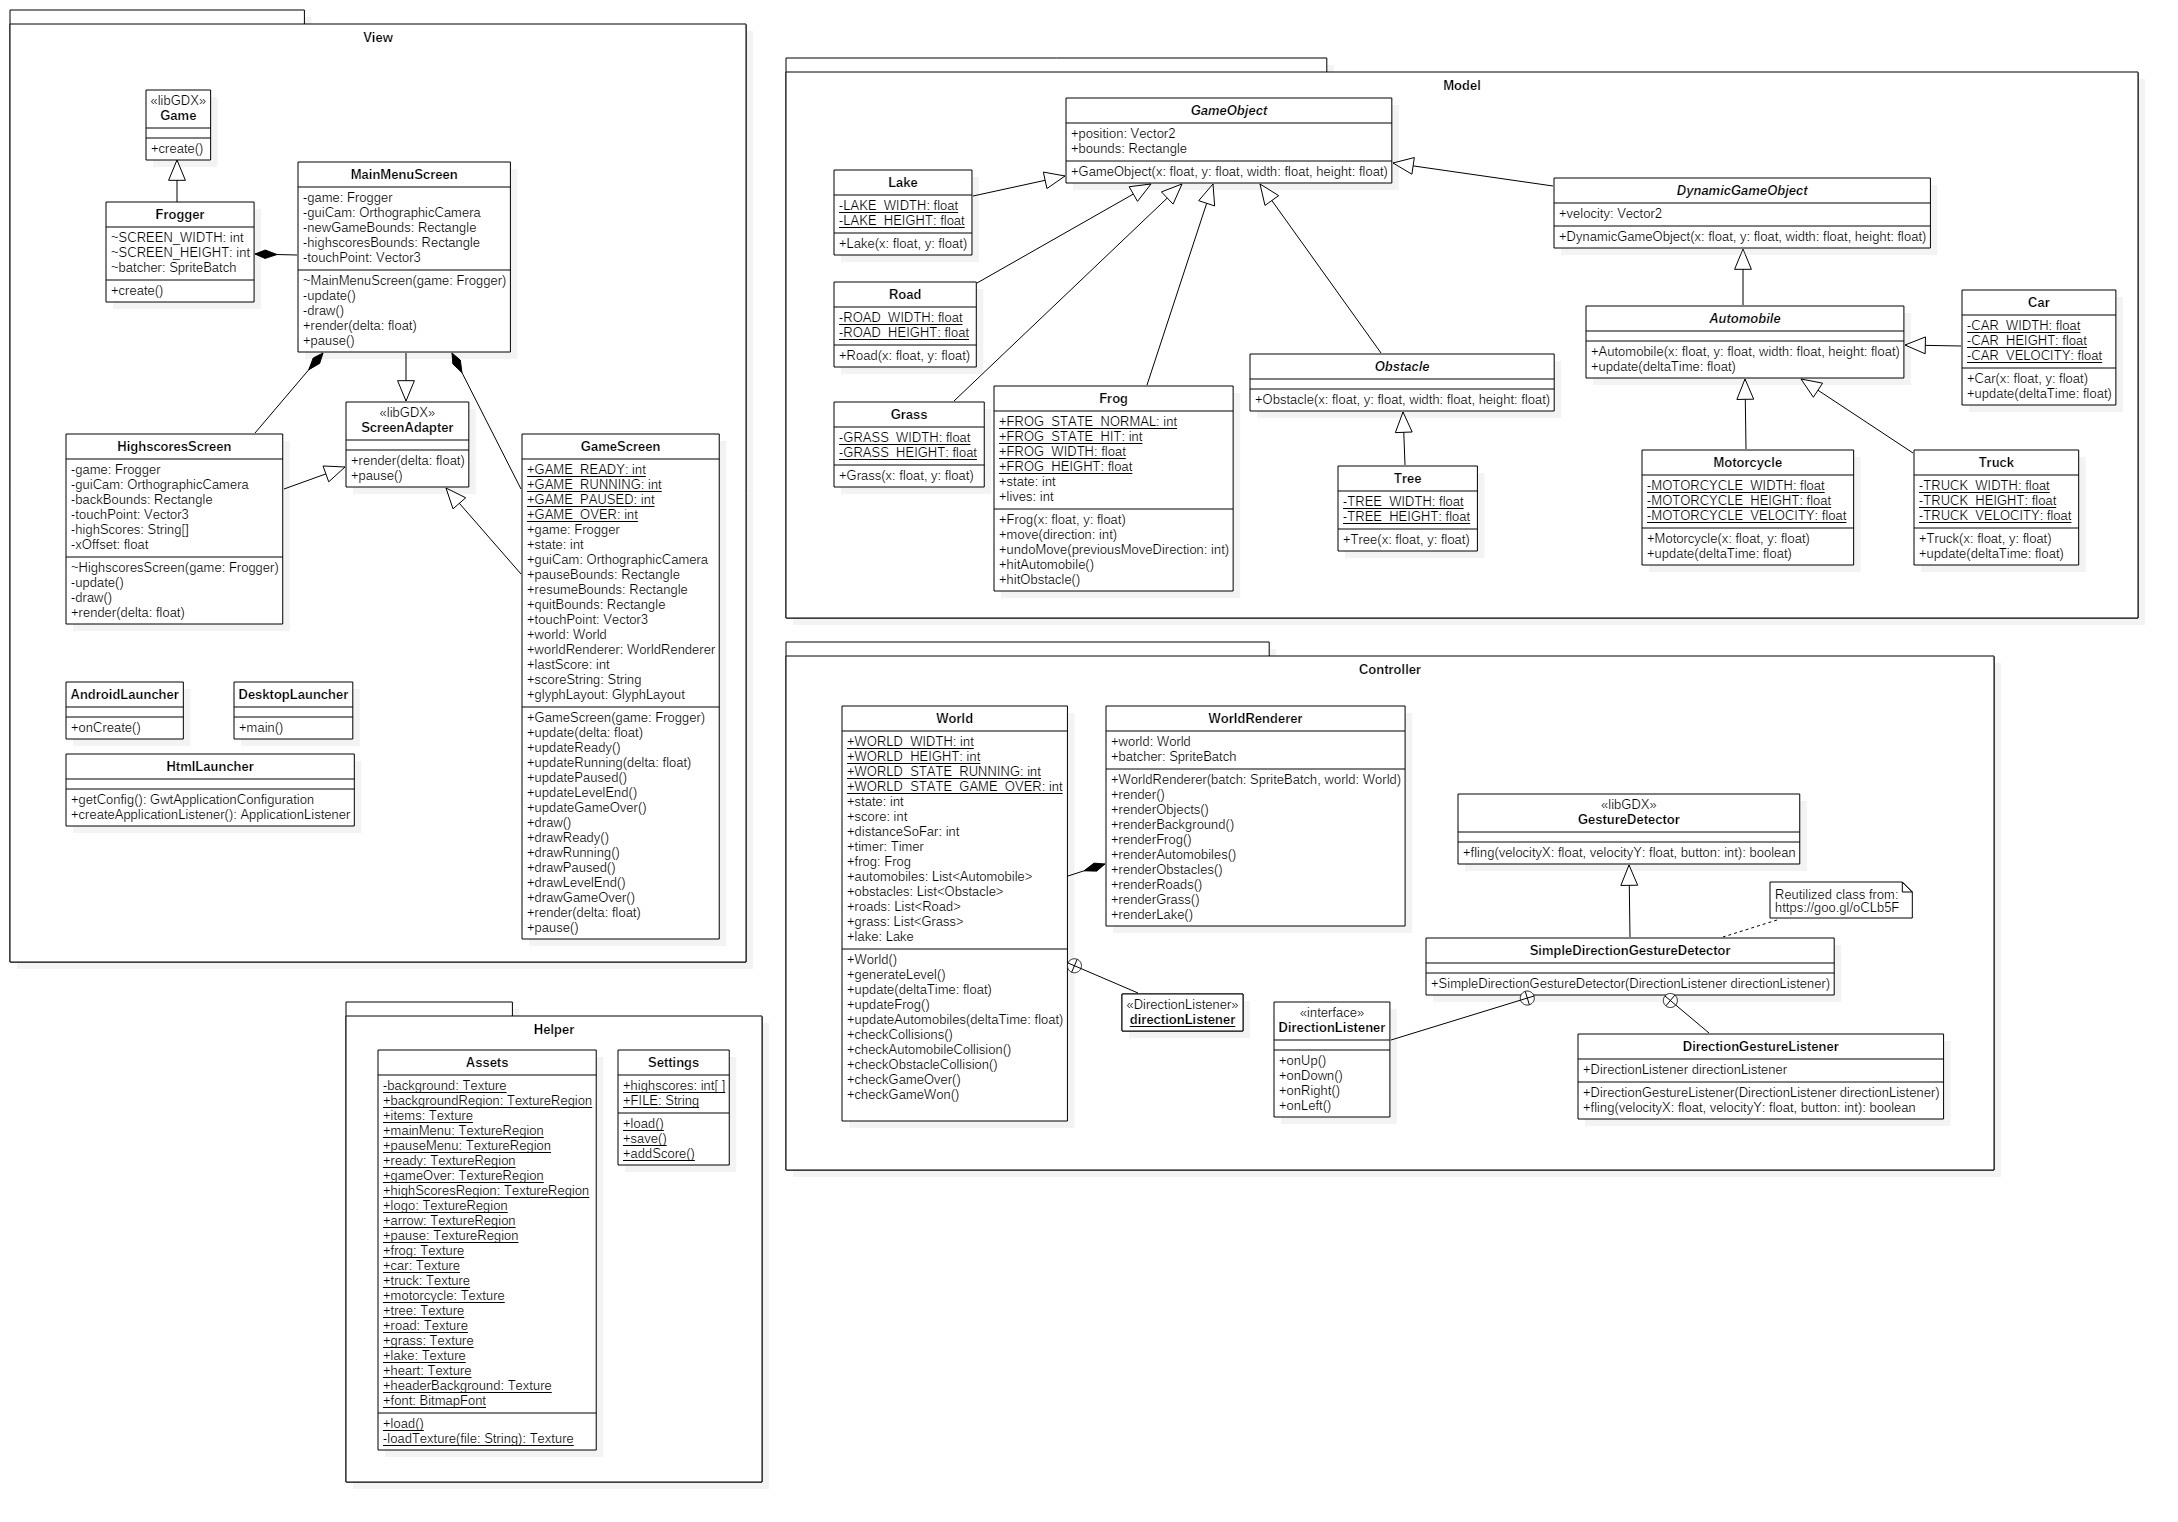 View
«libGDX»
Game
+create()
Frogger
~SCREEN_WIDTH: int
~SCREEN_HEIGHT: int
~batcher: SpriteBatch
+create()
MainMenuScreen
-game: Frogger
-guiCam: OrthographicCamera
-newGameBounds: Rectangle
-highscoresBounds: Rectangle
-touchPoint: Vector3
~MainMenuScreen(game: Frogger)
-update()
-draw()
+render(delta: float)
+pause()
«libGDX»
ScreenAdapter
+render(delta: float)
+pause()
HighscoresScreen
-game: Frogger
-guiCam: OrthographicCamera
-backBounds: Rectangle
-touchPoint: Vector3
-highScores: String[]
-xOffset: float
~HighscoresScreen(game: Frogger)
-update()
-draw()
+render(delta: float)
GameScreen
+GAME_READY: int
+GAME_RUNNING: int
+GAME_PAUSED: int
+GAME_OVER: int
+game: Frogger
+state: int
+guiCam: OrthographicCamera
+pauseBounds: Rectangle
+resumeBounds: Rectangle
+quitBounds: Rectangle
+touchPoint: Vector3
+world: World
+worldRenderer: WorldRenderer
+lastScore: int
+scoreString: String
+glyphLayout: GlyphLayout
+GameScreen(game: Frogger)
+update(delta: float)
+updateReady()
+updateRunning(delta: float)
+updatePaused()
+updateLevelEnd()
+updateGameOver()
+draw()
+drawReady()
+drawRunning()
+drawPaused()
+drawLevelEnd()
+drawGameOver()
+render(delta: float)
+pause()
AndroidLauncher
+onCreate()
DesktopLauncher
+main()
HtmlLauncher
+getConfig(): GwtApplicationConfiguration
+createApplicationListener(): ApplicationListener
Model
GameObject
+position: Vector2
+bounds: Rectangle
+GameObject(x: float, y: float, width: float, height: float)
Lake
-LAKE_WIDTH: float
-LAKE_HEIGHT: float
+Lake(x: float, y: float)
Road
-ROAD_WIDTH: float
-ROAD_HEIGHT: float
+Road(x: float, y: float)
Grass
-GRASS_WIDTH: float
-GRASS_HEIGHT: float
+Grass(x: float, y: float)
Frog
+FROG_STATE_NORMAL: int
+FROG_STATE_HIT: int
+FROG_WIDTH: float
+FROG_HEIGHT: float
+state: int
+lives: int
+Frog(x: float, y: float)
+move(direction: int)
+undoMove(previousMoveDirection: int)
+hitAutomobile()
+hitObstacle()
Obstacle
+Obstacle(x: float, y: float, width: float, height: float)
Tree
-TREE_WIDTH: float
-TREE_HEIGHT: float
+Tree(x: float, y: float)
DynamicGameObject
+velocity: Vector2
+DynamicGameObject(x: float, y: float, width: float, height: float)
Automobile
+Automobile(x: float, y: float, width: float, height: float)
+update(deltaTime: float)
Car
-CAR_WIDTH: float
-CAR_HEIGHT: float
-CAR_VELOCITY: float
+Car(x: float, y: float)
+update(deltaTime: float)
Motorcycle
-MOTORCYCLE_WIDTH: float
-MOTORCYCLE_HEIGHT: float
-MOTORCYCLE_VELOCITY: float
+Motorcycle(x: float, y: float)
+update(deltaTime: float)
Truck
-TRUCK_WIDTH: float
-TRUCK_HEIGHT: float
-TRUCK_VELOCITY: float
+Truck(x: float, y: float)
+update(deltaTime: float)
Controller
World
+WORLD_WIDTH: int
+WORLD_HEIGHT: int
+WORLD_STATE_RUNNING: int
+WORLD_STATE_GAME_OVER: int
+state: int
+score: int
+distanceSoFar: int
+timer: Timer
+frog: Frog
+automobiles: List<Automobile>
+obstacles: List<Obstacle>
+roads: List<Road>
+grass: List<Grass>
+lake: Lake
+World()
+generateLevel()
+update(deltaTime: float)
+updateFrog()
+updateAutomobiles(deltaTime: float)
+checkCollisions()
+checkAutomobileCollision()
+checkObstacleCollision()
+checkGameOver()
+checkGameWon()
WorldRenderer
+world: World
+batcher: SpriteBatch
+WorldRenderer(batch: SpriteBatch, world: World)
+render()
+renderObjects()
+renderBackground()
+renderFrog()
+renderAutomobiles()
+renderObstacles()
+renderRoads()
+renderGrass()
+renderLake()
«DirectionListener»
directionListener
«libGDX»
GestureDetector
+fling(velocityX: float, velocityY: float, button: int): boolean
Reutilized class from:
https://goo.gl/oCLb5F
SimpleDirectionGestureDetector
+SimpleDirectionGestureDetector(DirectionListener directionListener)
«interface»
DirectionListener
+onUp()
+onDown()
+onRight()
+onLeft()
DirectionGestureListener
+DirectionListener directionListener
+DirectionGestureListener(DirectionListener directionListener)
+fling(velocityX: float, velocityY: float, button: int): boolean
Helper
Assets
-background: Texture
+backgroundRegion: TextureRegion
+items: Texture
+mainMenu: TextureRegion
+pauseMenu: TextureRegion
+ready: TextureRegion
+gameOver: TextureRegion
+highScoresRegion: TextureRegion
+logo: TextureRegion
+arrow: TextureRegion
+pause: TextureRegion
+frog: Texture
+car: Texture
+truck: Texture
+motorcycle: Texture
+tree: Texture
+road: Texture
+grass: Texture
+lake: Texture
+heart: Texture
+headerBackground: Texture
+font: BitmapFont
+load()
-loadTexture(file: String): Texture
Settings
+highscores: int[ ]
+FILE: String
+load()
+save()
+addScore()